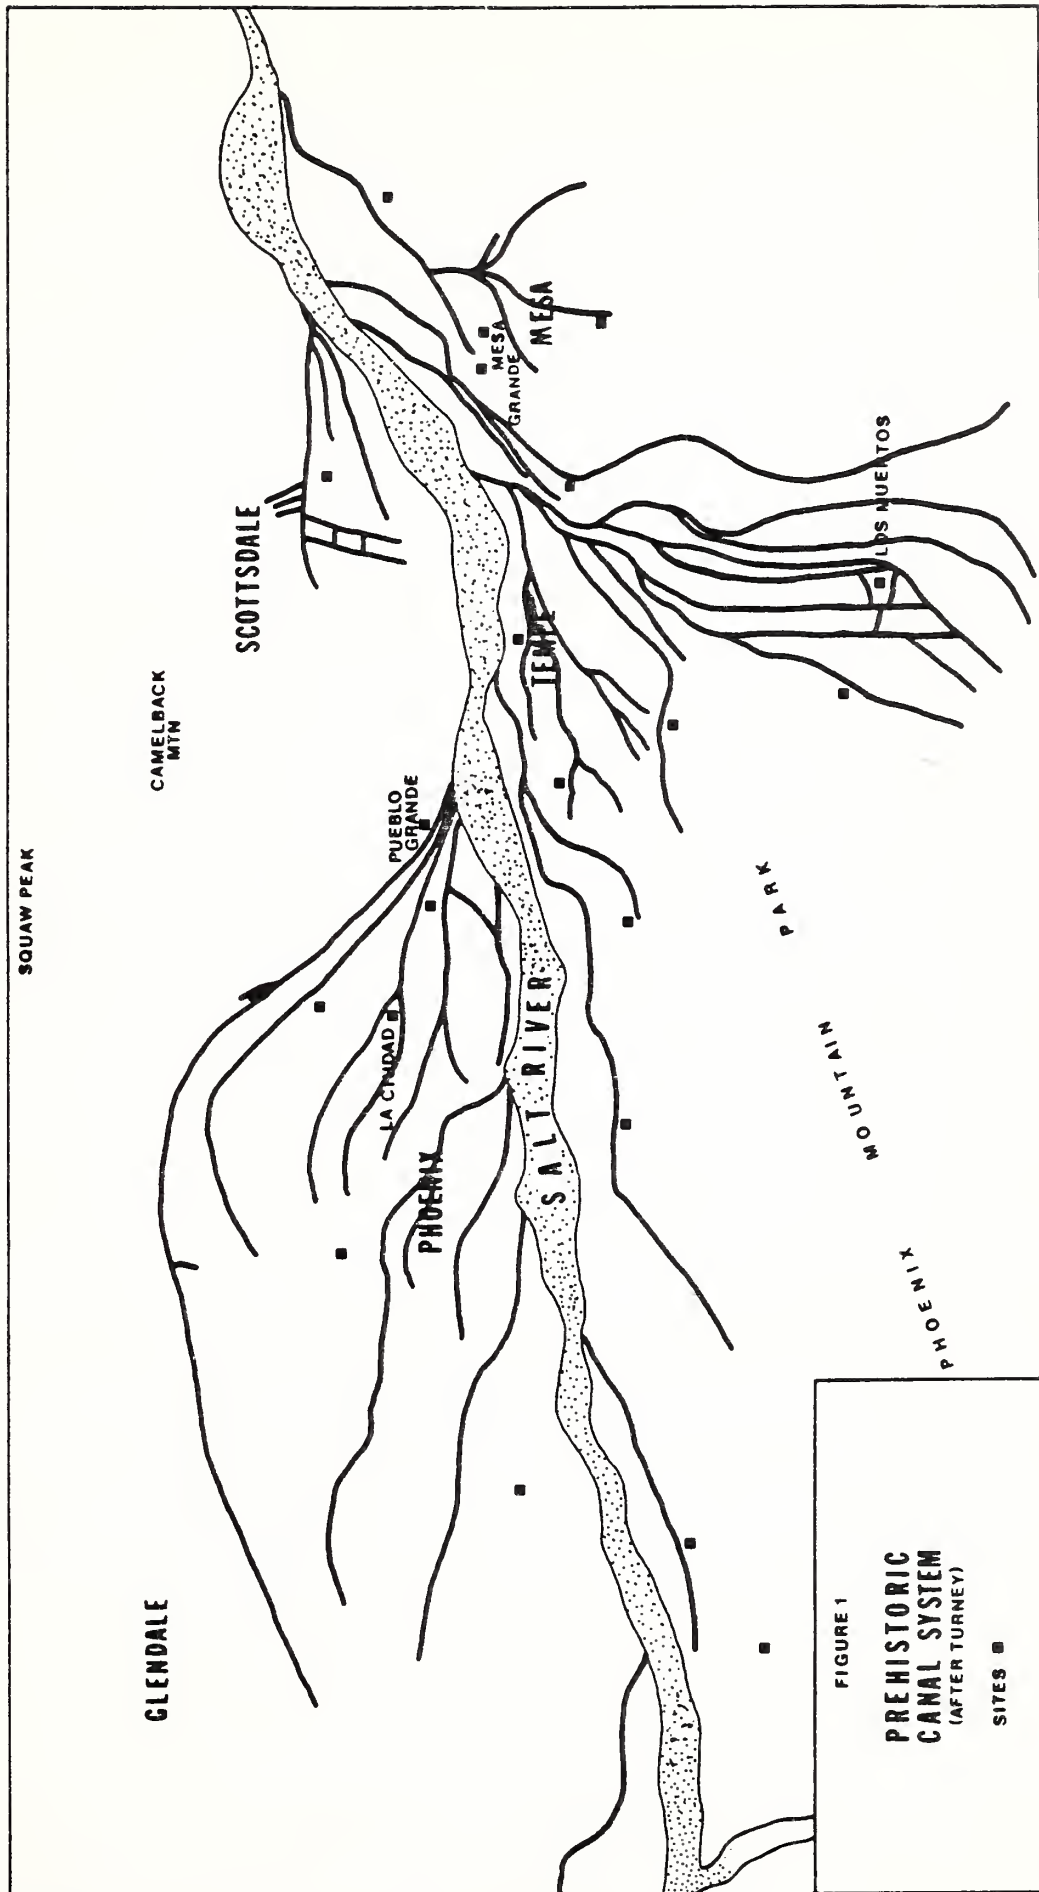 SQUAW PEAK
CAMELBACK
MTN
GLENDALE
SCOTTSDALE
PUEBLO
GRANDE
LA CIUDAD
PHOENIX
SALT RIVER
TEMPE
MESA
GRANDE
MESA
LOS MUERTOS
PHOENIX MOUNTAIN PARK
FIGURE 1
PREHISTORIC
CANAL SYSTEM
(AFTER TURNEY)
SITES